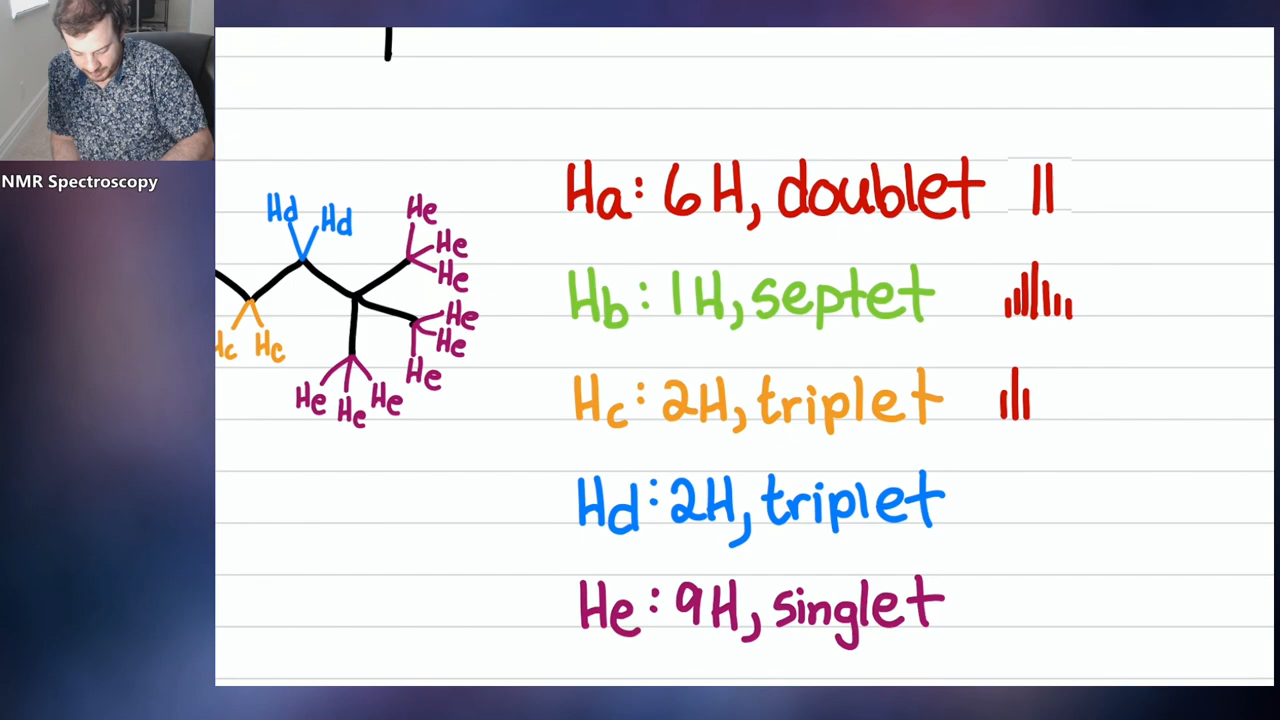 NMR Spectroscopy
Hd Hd
He
He
He
He
He
He
Hc Hc
He He He
Ha: 6H, doublet
Hb: 1H, septet
Hc: 2H, triplet
Hd: 2H, triplet
He: 9H, singlet